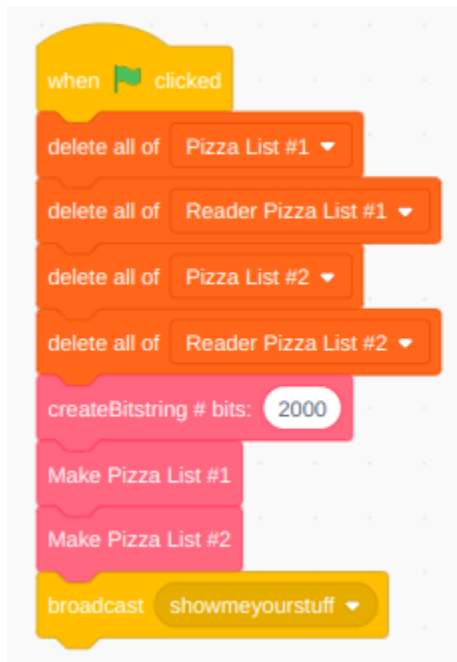 when clicked
delete all of Pizza List #1
delete all of Reader Pizza List #1
delete all of Pizza List #2
delete all of Reader Pizza List #2
createBitstring # bits: 2000
Make Pizza List #1
Make Pizza List #2
broadcast showmeyourstuff